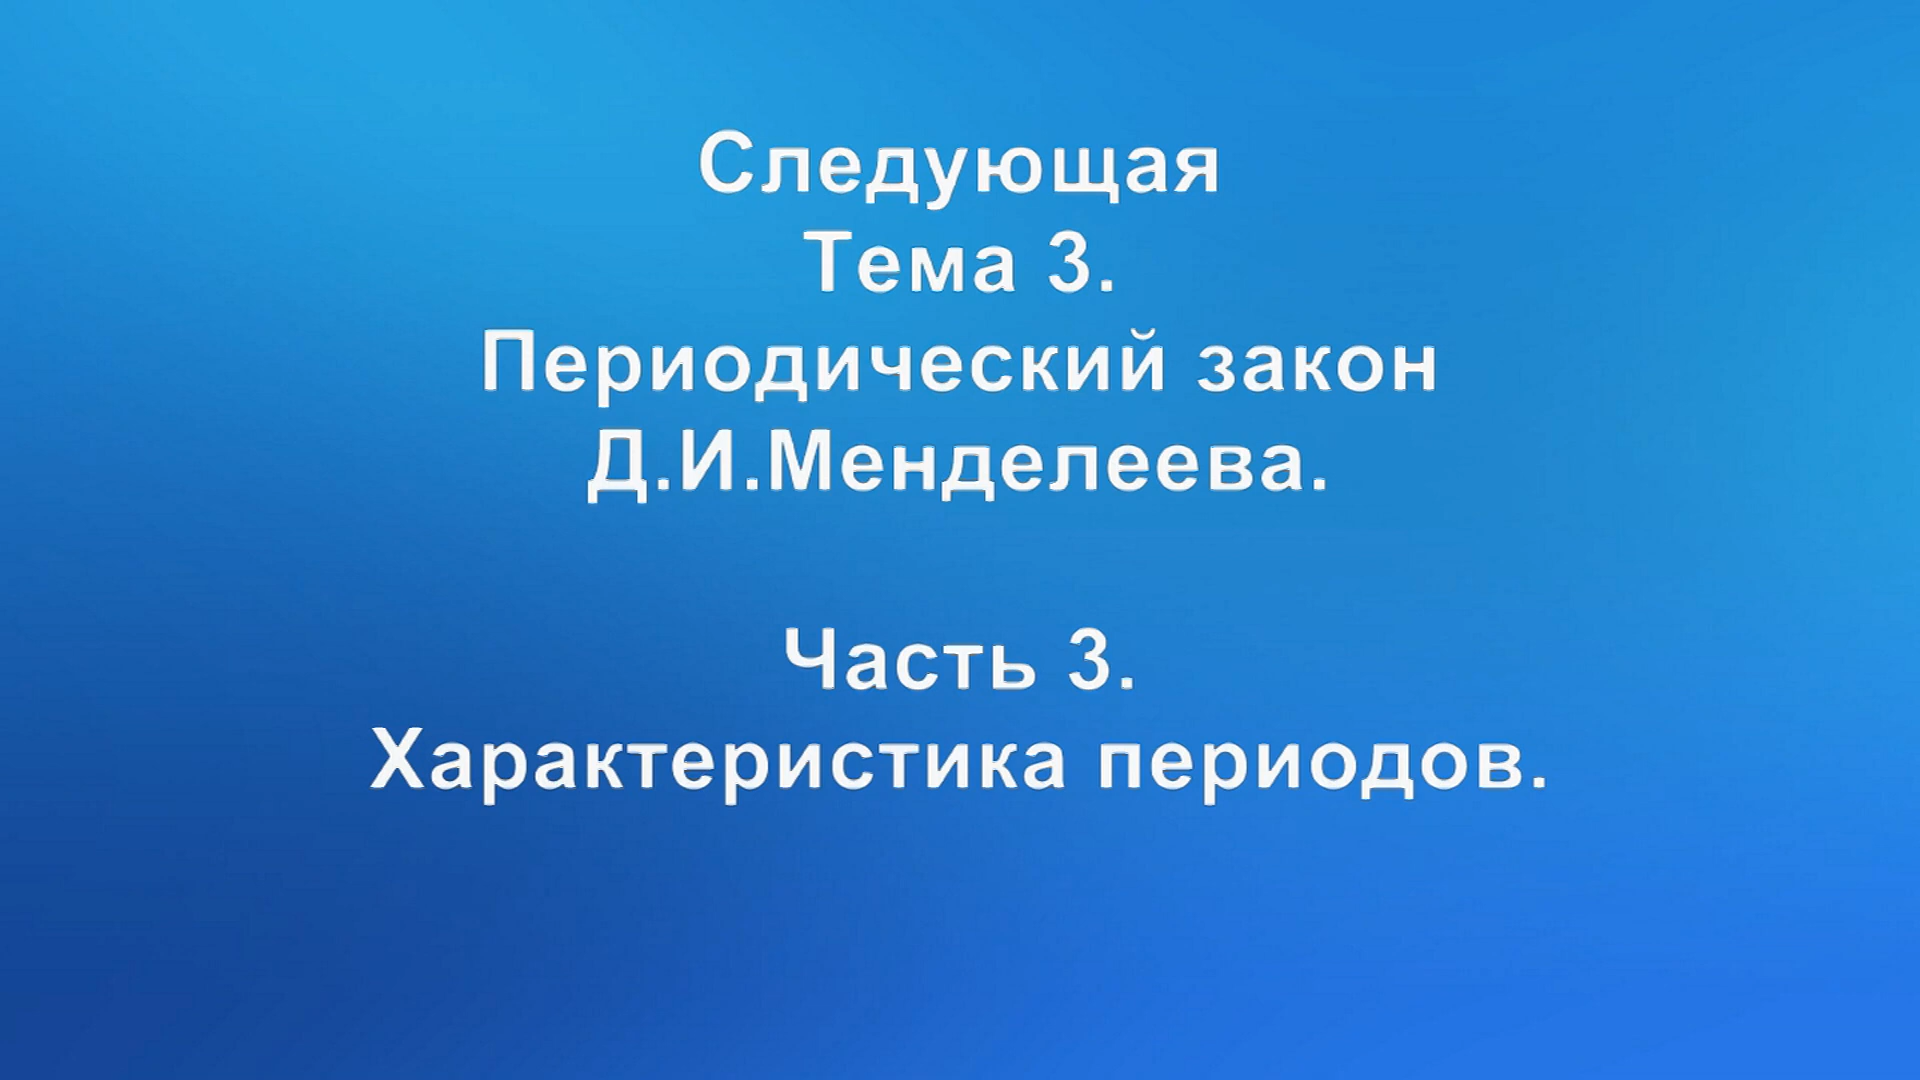 Следующая
Тема 3.
Периодический закон
Д.И.Менделеева.
Часть 3.
Характеристика периодов.